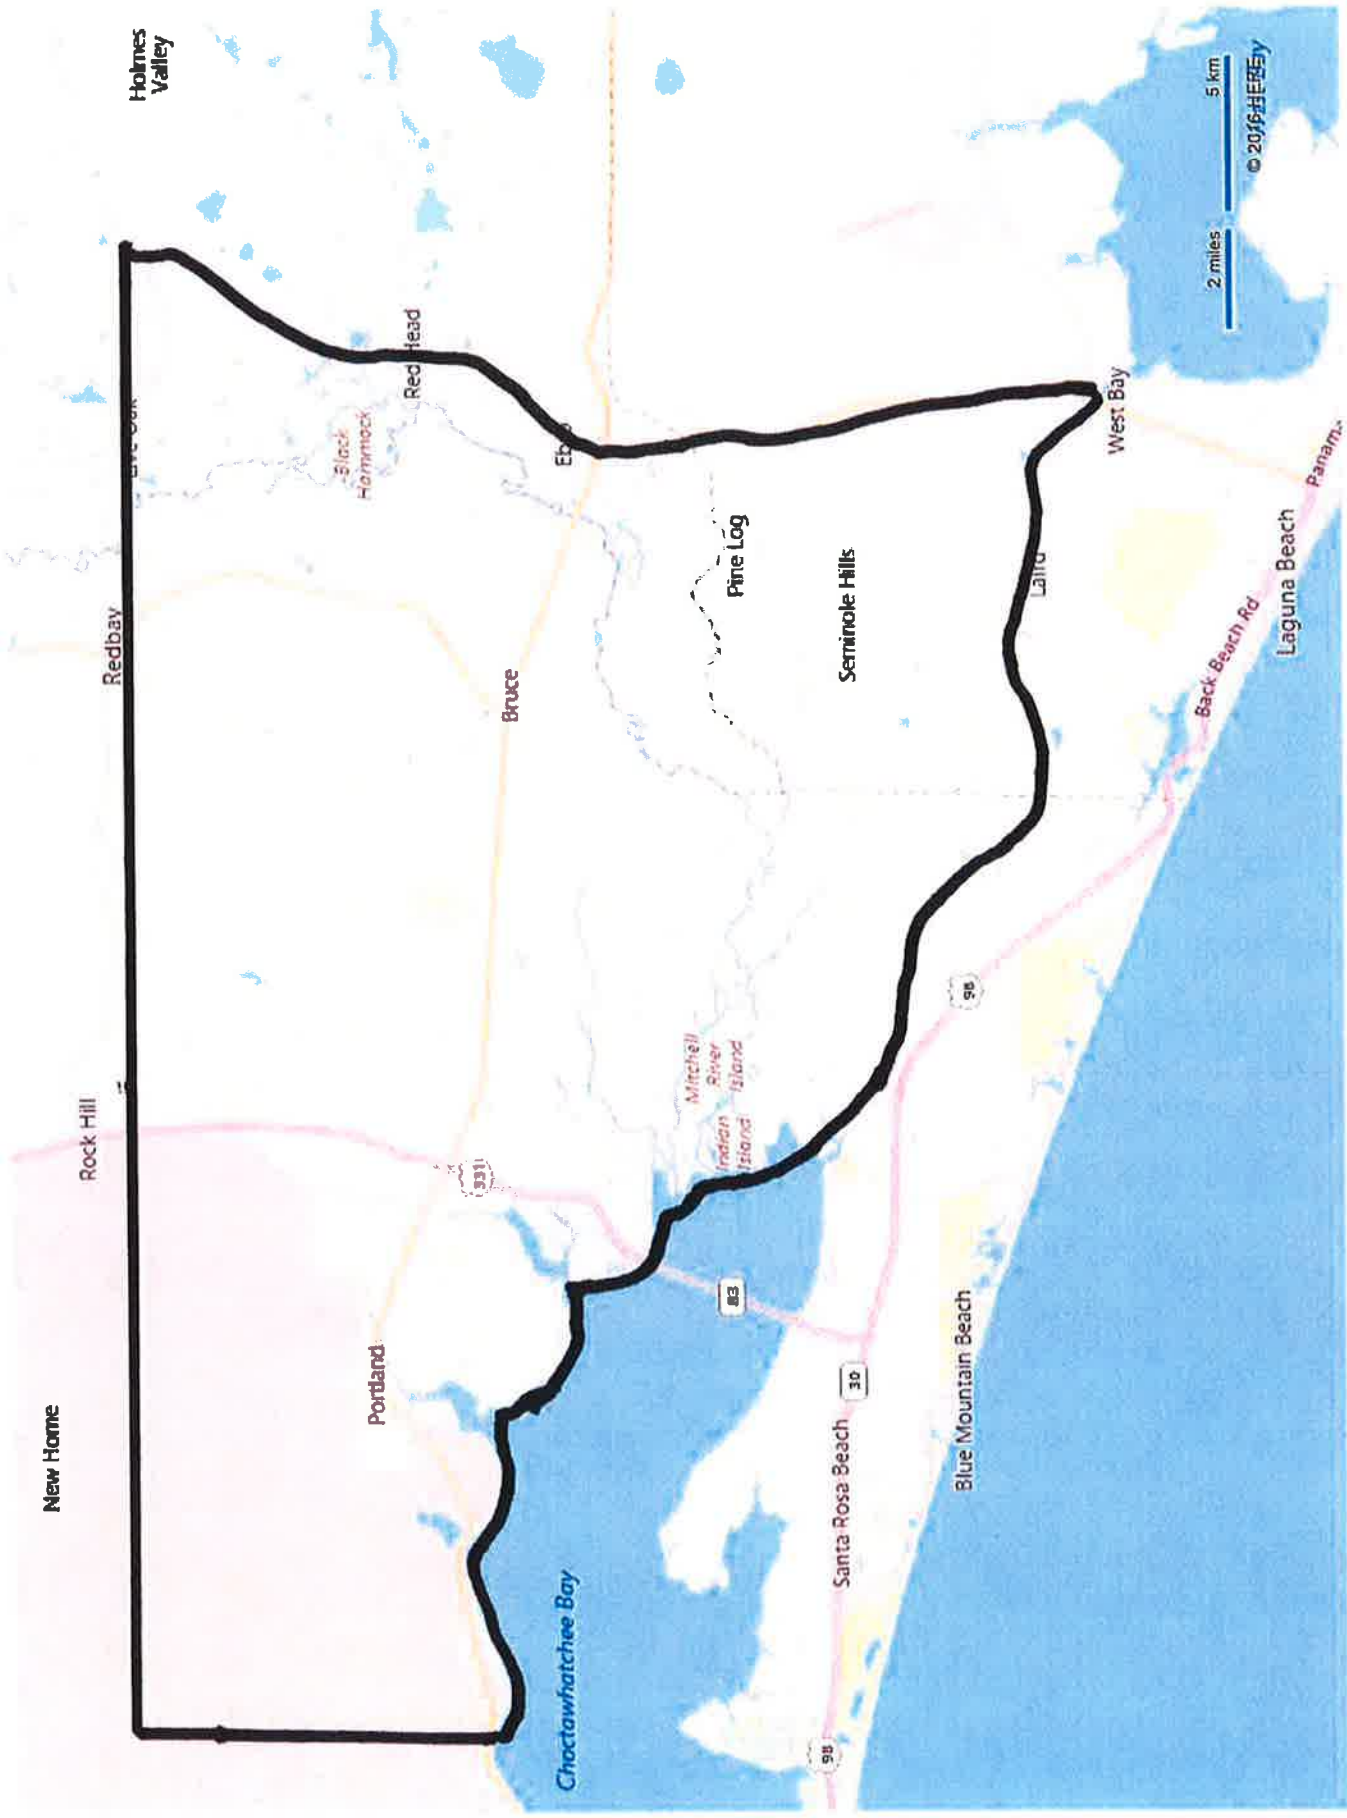 New Home
Rock Hill
Redbay
Holmes
Valley
Black
Hammock
Red Head
Portland
331
Bruce
Choctawhatchee Bay
Mitchell
River
Island
Indian
Island
Pine Log
83
Seminole Hills
Santa Rosa Beach
30
98
98
Laird
West Bay
Blue Mountain Beach
Back Beach Rd
Laguna Beach
2 miles
5 km
© 2016 HERE